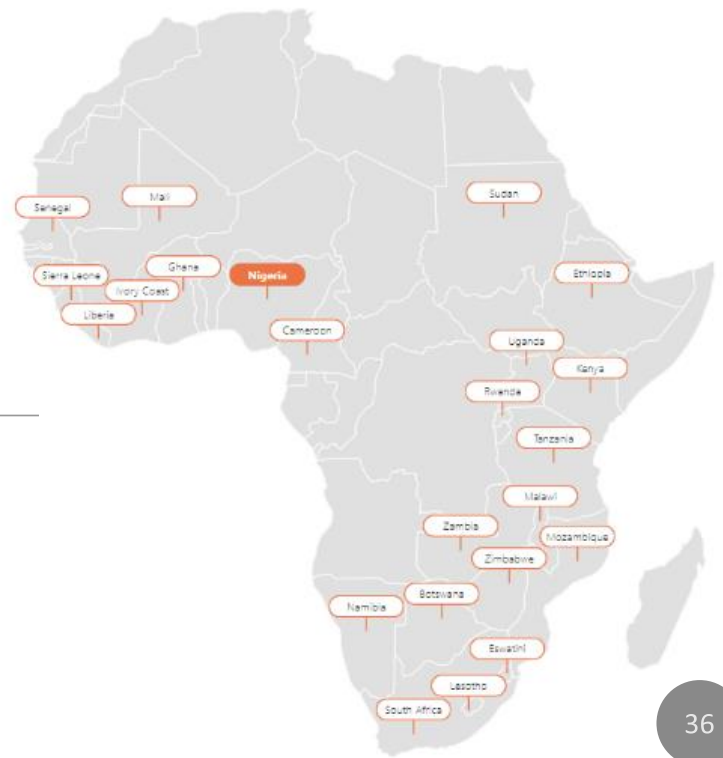 Mali
Sudan
Senegal
Ghana
Nigeria
Ethiopia
Sierra Leone
Ivory Coast
Liberia
Cameroon
Uganda
Kenya
Rwanda
Tanzania
Malawi
Zambia
Mozambique
Zimbabwe
Botswana
Namibia
Eswatini
Lesotho
South Africa
36